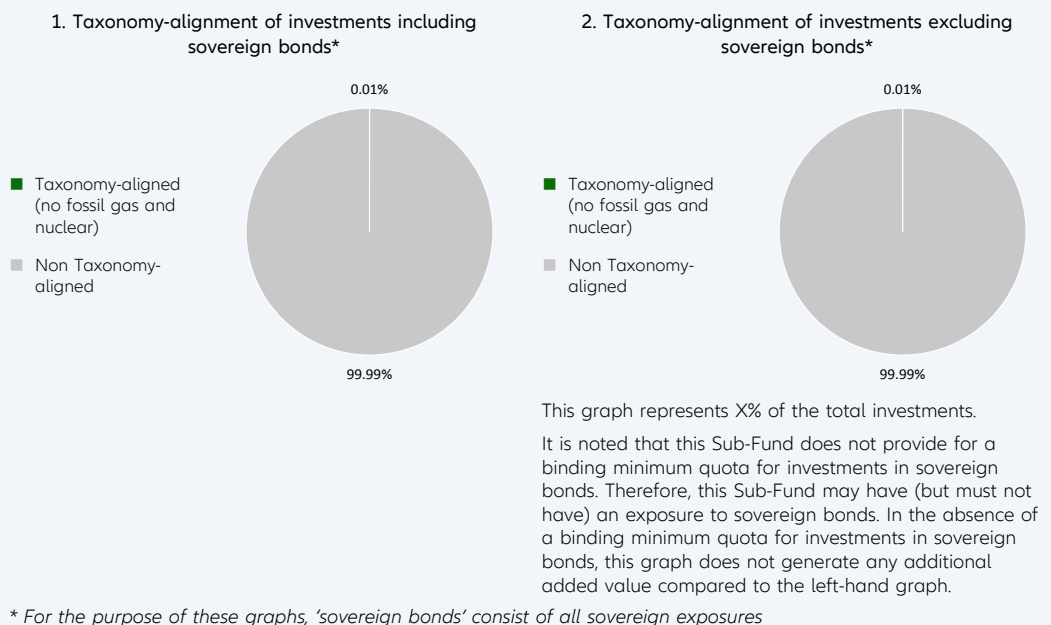 1. Taxonomy-alignment of investments including
sovereign bonds*
0.01%
Taxonomy-aligned
(no fossil gas and
nuclear)
Non Taxonomy-
aligned
99.99%
2. Taxonomy-alignment of investments excluding
sovereign bonds*
0.01%
Taxonomy-aligned
(no fossil gas and
nuclear)
Non Taxonomy-
aligned
99.99%
This graph represents X% of the total investments.
It is noted that this Sub-Fund does not provide for a
binding minimum quota for investments in sovereign
bonds. Therefore, this Sub-Fund may have (but must not
have) an exposure to sovereign bonds. In the absence of
a binding minimum quota for investments in sovereign
bonds, this graph does not generate any additional
added value compared to the left-hand graph.
* For the purpose of these graphs, ‘sovereign bonds’ consist of all sovereign exposures